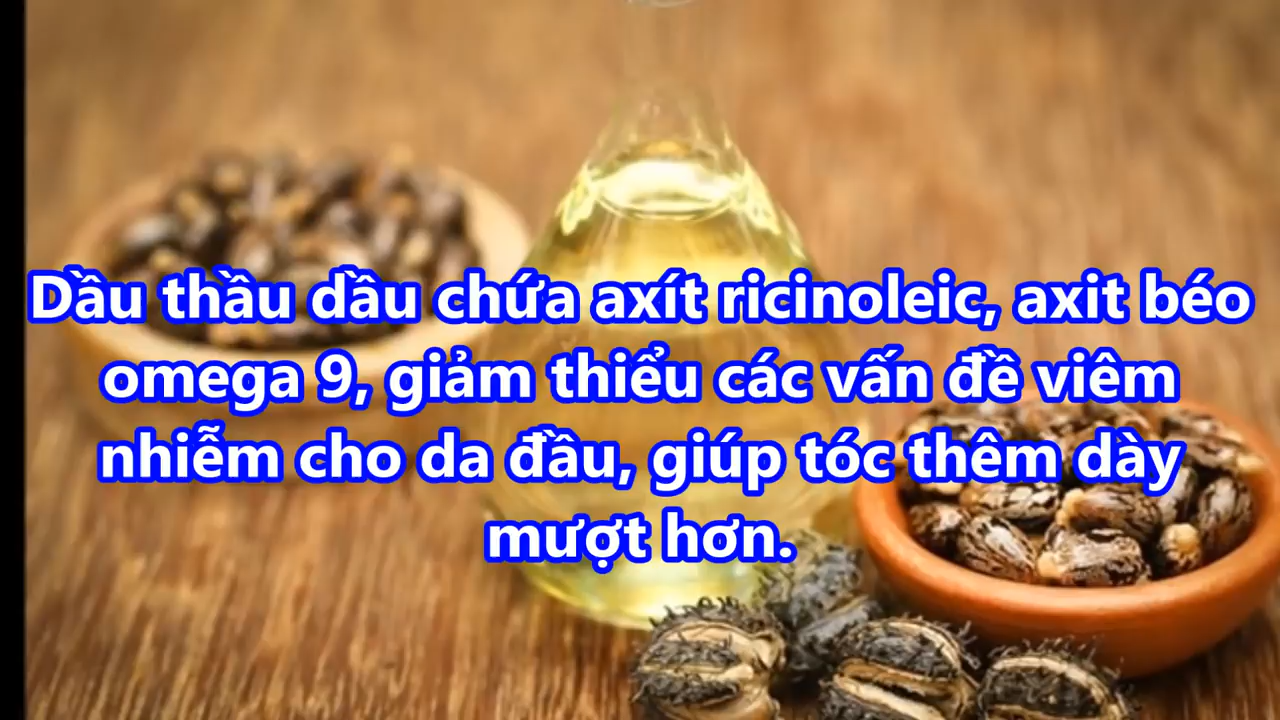 Dầu thầu dầu chứa axít ricinoleic, axit béo
omega 9, giảm thiểu các vấn đề viêm
nhiễm cho da đầu, giúp tóc thêm dày
mượt hơn.